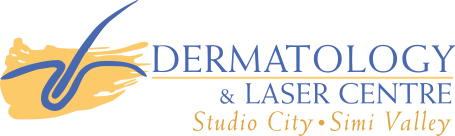 DERMATOLOGY
& LASER CENTRE
Studio City • Simi Valley